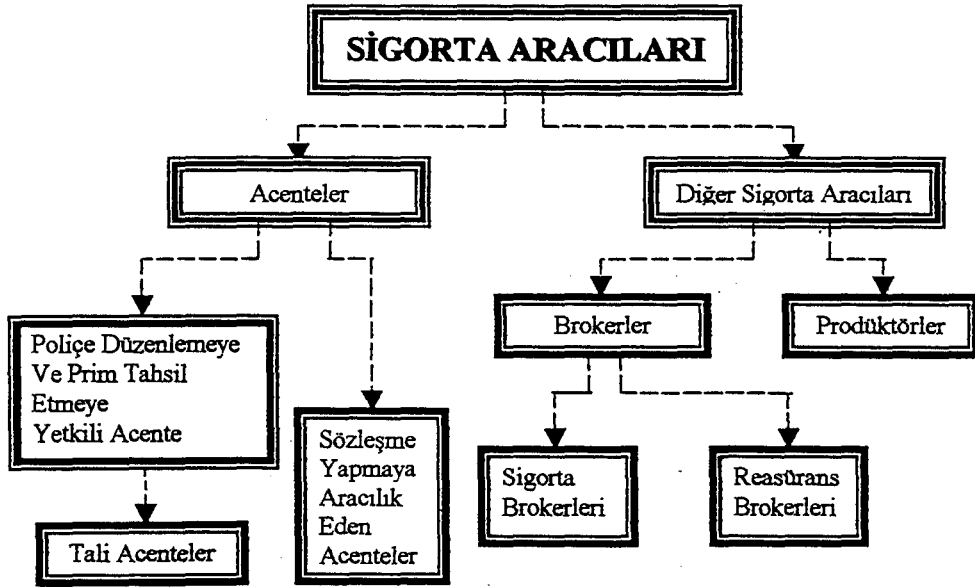 SİGORTA ARACILARI
Acenteler
Diğer Sigorta Aracıları
Poliçe Düzenlemeye
Ve Prim Tahsil
Etmeye
Yetkili Acente
Brokerler
Prodüktörler
Sözleşme
Yapmaya
Aracılık
Eden
Acenteler
Sigorta
Brokerleri
Reasürans
Brokerleri
Tali Acenteler